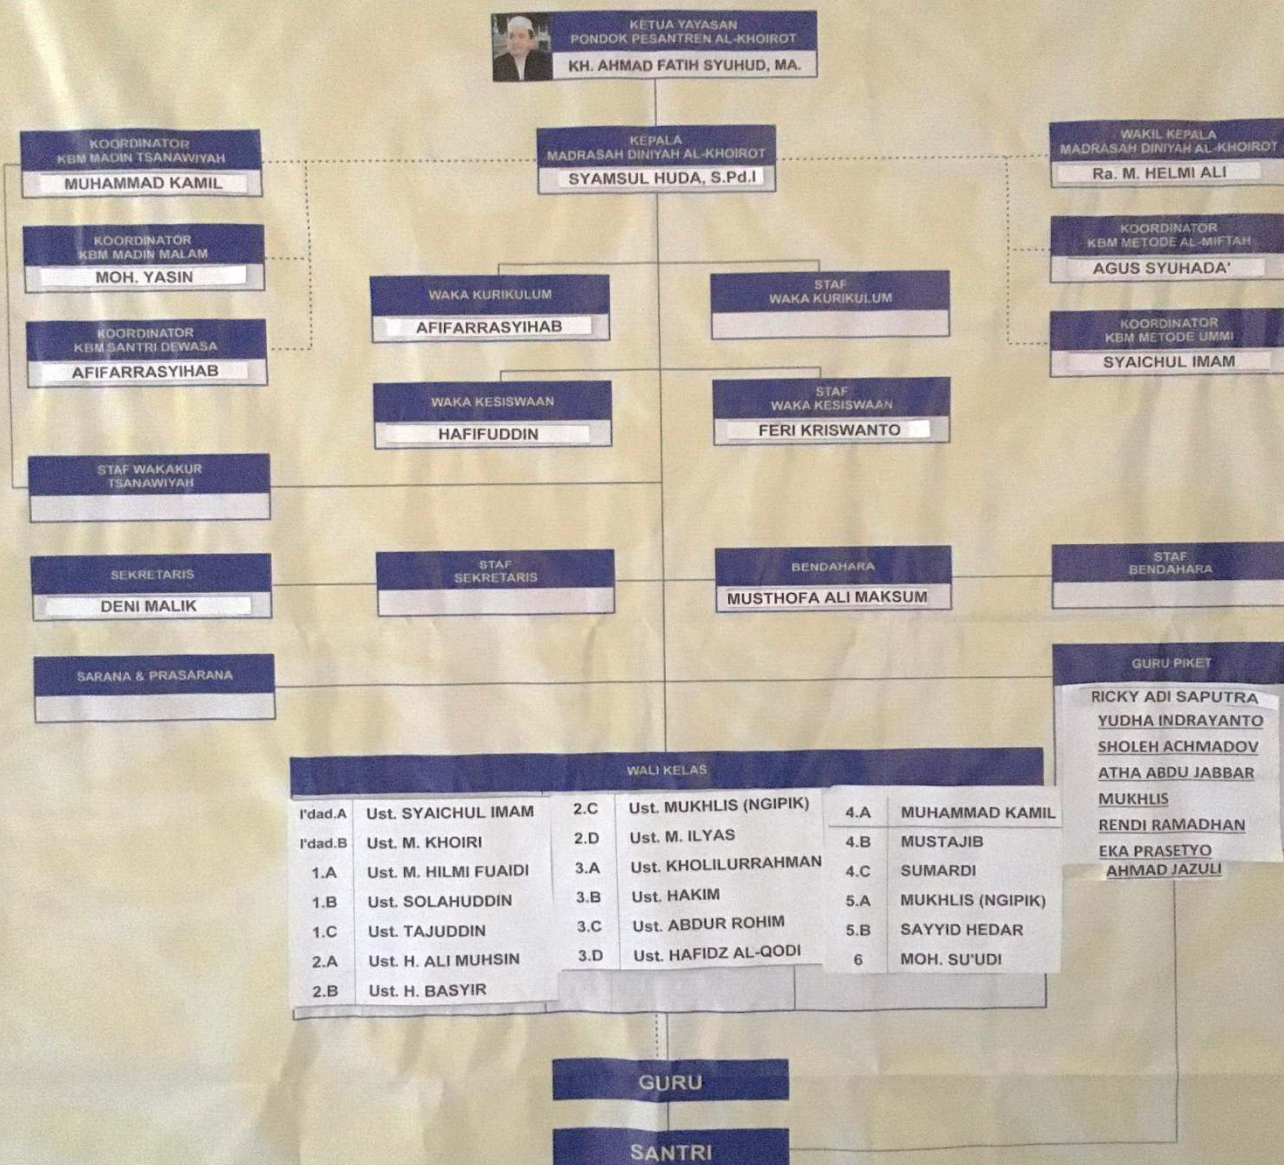 KETUA YAYASAN
PONDOK PESANTREN AL-KHOIROT
KH. AHMAD FATIH SYUHUD, MA.
KOORDINATOR
KBM MADIN TSANAWIYAH
MUHAMMAD KAMIL
KEPALA
MADRASAH DINIYAH AL-KHOIROT
SYAMSUL HUDA, S.Pd.I
WAKIL KEPALA
MADRASAH DINIYAH AL-KHOIROT
Ra. M. HELMI ALI
KOORDINATOR
KBM MADIN MALAM
MOH. YASIN
KOORDINATOR
KBM METODE AL-MIFTAH
AGUS SYUHADA'
WAKA KURIKULUM
AFIFARRASYIHAB
STAF
WAKA KURIKULUM
KOORDINATOR
KBM SANTRI DEWASA
AFIFARRASYIHAB
KOORDINATOR
KBM METODE UMMI
SYAICHUL IMAM
WAKA KESISWAAN
HAFIFUDDIN
STAF
WAKA KESISWAAN
FERI KRISWANTO
STAF WAKAKUR
TSANAWIYAH
SEKRETARIS
DENI MALIK
STAF
SEKRETARIS
BENDAHARA
MUSTHOFA ALI MAKSUM
STAF
BENDAHARA
SARANA & PRASARANA
GURU PIKET
RICKY ADI SAPUTRA
YUDHA INDRAYANTO
SHOLEH ACHMADOV
ATHA ABDU JABBAR
MUKHLIS
RENDI RAMADHAN
EKA PRASETYO
AHMAD JAZULI
WALI KELAS
I'dad.A Ust. SYAICHUL IMAM
I'dad.B Ust. M. KHOIRI
1.A Ust. M. HILMI FUAIDI
1.B Ust. SOLAHUDDIN
1.C Ust. TAJUDDIN
2.A Ust. H. ALI MUHSIN
2.B Ust. H. BASYIR
2.C Ust. MUKHLIS (NGIPIK)
2.D Ust. M. ILYAS
3.A Ust. KHOLILURRAHMAN
3.B Ust. HAKIM
3.C Ust. ABDUR ROHIM
3.D Ust. HAFIDZ AL-QODI
4.A MUHAMMAD KAMIL
4.B MUSTAJIB
4.C SUMARDI
5.A MUKHLIS (NGIPIK)
5.B SAYYID HEDAR
6 MOH. SU'UDI
GURU
SANTRI